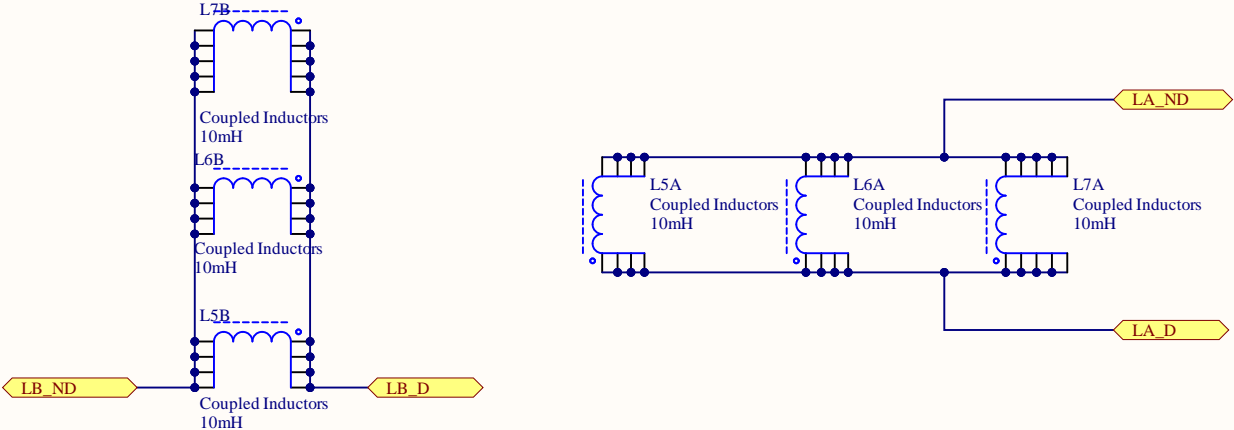 L7B
Coupled Inductors
10mH
L6B
Coupled Inductors
10mH
L5B
LB_ND
LB_D
Coupled Inductors
10mH
LA_ND
L5A
Coupled Inductors
10mH
L6A
Coupled Inductors
10mH
L7A
Coupled Inductors
10mH
LA_D